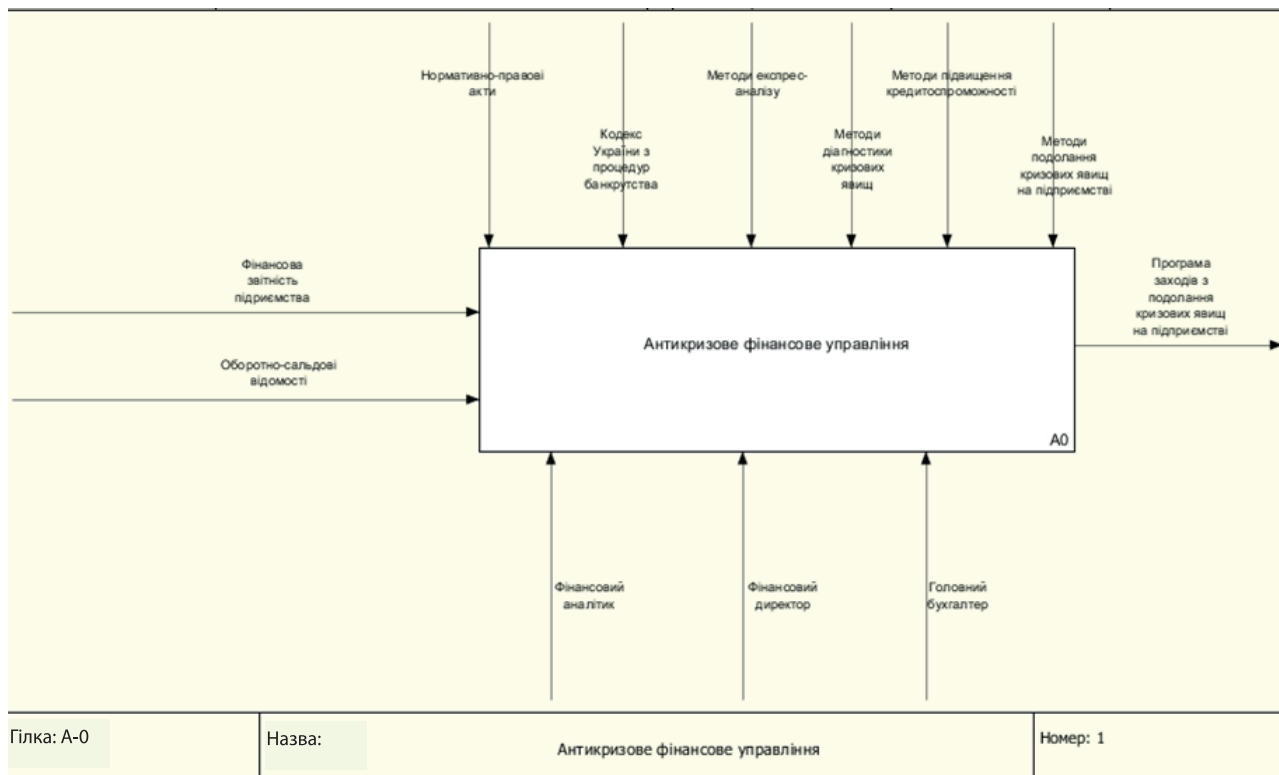 Нормативно-правові
акти
Кодекс
України з
процедур
банкрутства
Методи експрес-
аналізу
Методи
діагностики
кризових
явищ
Методи підвищення
кредитоспроможності
Методи
подолання
кризових явищ
на підприємстві
Фінансова
звітність
підриємства
Оборотно-сальдові
відомості
Антикризове фінансове управління
A0
Програма
заходів з
подолання
кризових явищ
на підприємстві
Фінансовий
аналітик
Фінансовий
директор
Головний
бухгалтер
Гілка: A-0
Назва:
Антикризове фінансове управління
Номер: 1